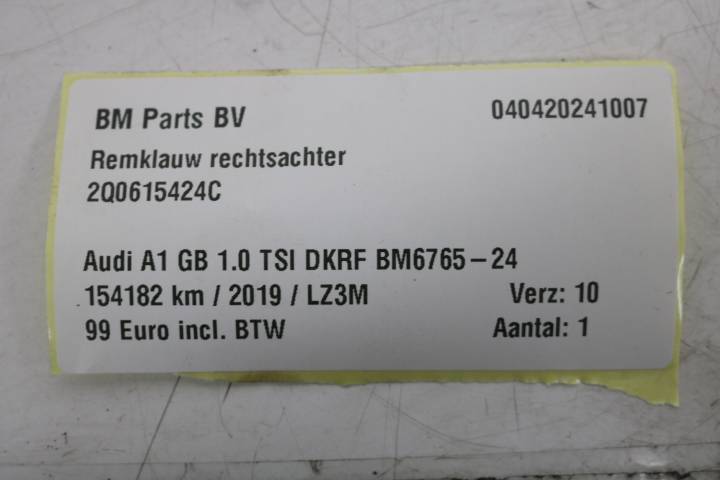 BM Parts BV 040420241007
Remklauw rechtsachter
2Q0615424C
Audi A1 GB 1.0 TSI DKRF BM6765-24
154182 km / 2019 / LZ3M Verz: 10
99 Euro incl. BTW Aantal: 1